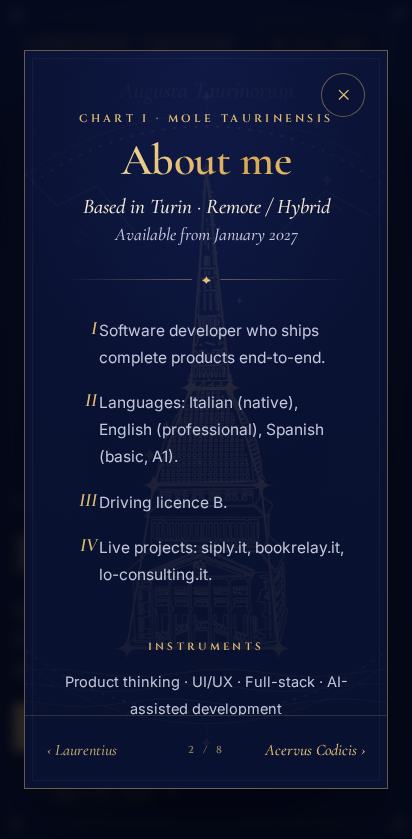 Augusta Taurinorum
×
CHART I · MOLE TAURINENSIS
About me
Based in Turin · Remote / Hybrid
Available from January 2027
I Software developer who ships
complete products end-to-end.
II Languages: Italian (native),
English (professional), Spanish
(basic, A1).
III Driving licence B.
IV Live projects: siply.it, bookrelay.it,
lo-consulting.it.
INSTRUMENTS
Product thinking · UI/UX · Full-stack · AI-
assisted development
‹ Laurentius 2 / 8 Acervus Codicis ›